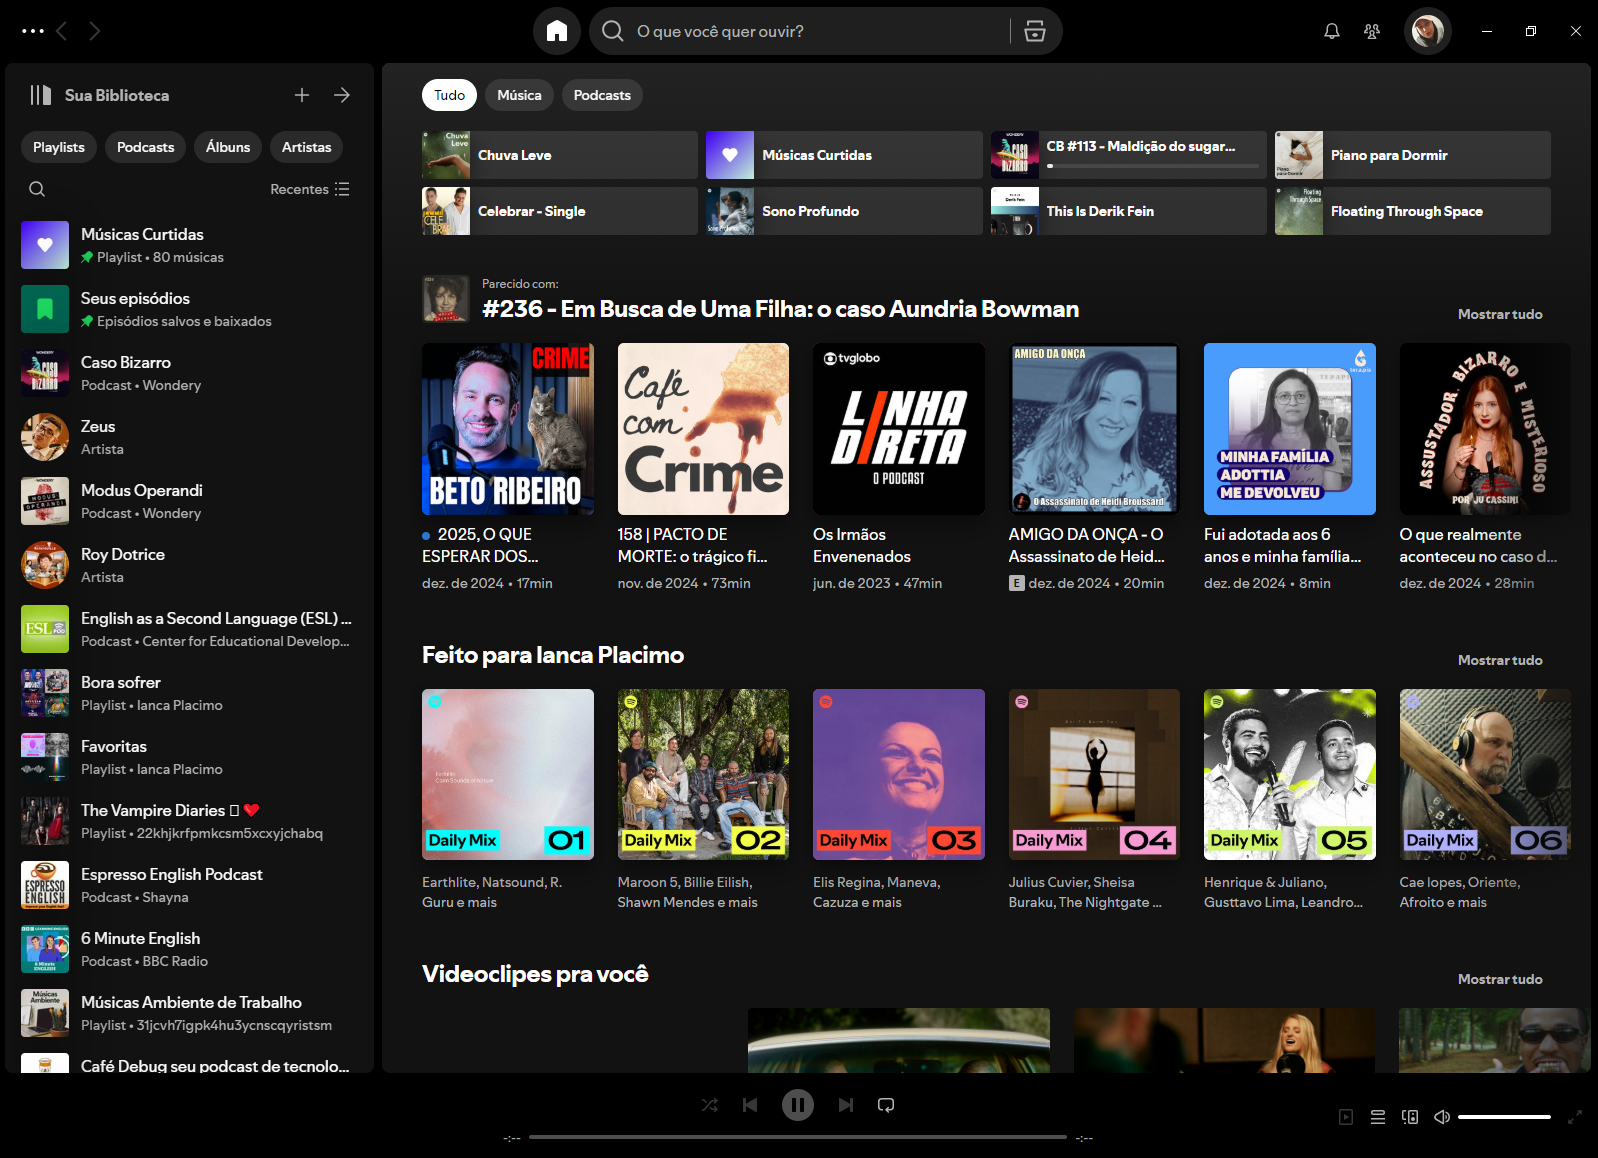 O que você quer ouvir?
Sua Biblioteca
Playlists
Podcasts
Álbuns
Artistas
Recentes
Músicas Curtidas
Playlist • 80 músicas
Seus episódios
Episódios salvos e baixados
Caso Bizarro
Podcast • Wondery
Zeus
Artista
Modus Operandi
Podcast • Wondery
Roy Dotrice
Artista
English as a Second Language (ESL) ...
Podcast • Center for Educational Develop...
Bora sofrer
Playlist • Ianca Placimo
Favoritas
Playlist • Ianca Placimo
The Vampire Diaries
Playlist • 22khjkrfpmkcsm5xcxyjchabq
Espresso English Podcast
Podcast • Shayna
6 Minute English
Podcast • BBC Radio
Músicas Ambiente de Trabalho
Playlist • 31jcvh7igpk4hu3ycnscqyristsm
Café Debug seu podcast de tecnolo...
Tudo
Música
Podcasts
Chuva Leve
Músicas Curtidas
CB #113 - Maldição do sugar...
Piano para Dormir
Celebrar - Single
Sono Profundo
This Is Derik Fein
Floating Through Space
Parecido com:
#236 - Em Busca de Uma Filha: o caso Aundria Bowman
Mostrar tudo
CRIME
BETO RIBEIRO
2025, O QUE
ESPERAR DOS...
dez. de 2024 • 17min
Café
com
Crime
158 | PACTO DE
MORTE: o trágico fi...
nov. de 2024 • 73min
tvglobo
LINHA
DIRETA
O PODCAST
Os Irmãos
Envenenados
jun. de 2023 • 47min
AMIGO DA ONÇA
O Assassinato de Heidi Broussard
AMIGO DA ONÇA - O
Assassinato de Heid...
E dez. de 2024 • 20min
terapia
MINHA FAMÍLIA
ADOTTIA
ME DEVOLVEU
Fui adotada aos 6
anos e minha família...
dez. de 2024 • 8min
ASSUSTADOR, BIZARRO E MISTERIOSO
POR JU CASSINI
O que realmente
aconteceu no caso d...
dez. de 2024 • 28min
Feito para Ianca Placimo
Mostrar tudo
Daily Mix 01
Earthlite, Natsound, R.
Guru e mais
Daily Mix 02
Maroon 5, Billie Eilish,
Shawn Mendes e mais
Daily Mix 03
Elis Regina, Maneva,
Cazuza e mais
Daily Mix 04
Julius Cuvier, Sheisa
Buraku, The Nightgate ...
Daily Mix 05
Henrique & Juliano,
Gusttavo Lima, Leandro...
Daily Mix 06
Cae lopes, Oriente,
Afroito e mais
Videoclipes pra você
Mostrar tudo
-:--
-:--